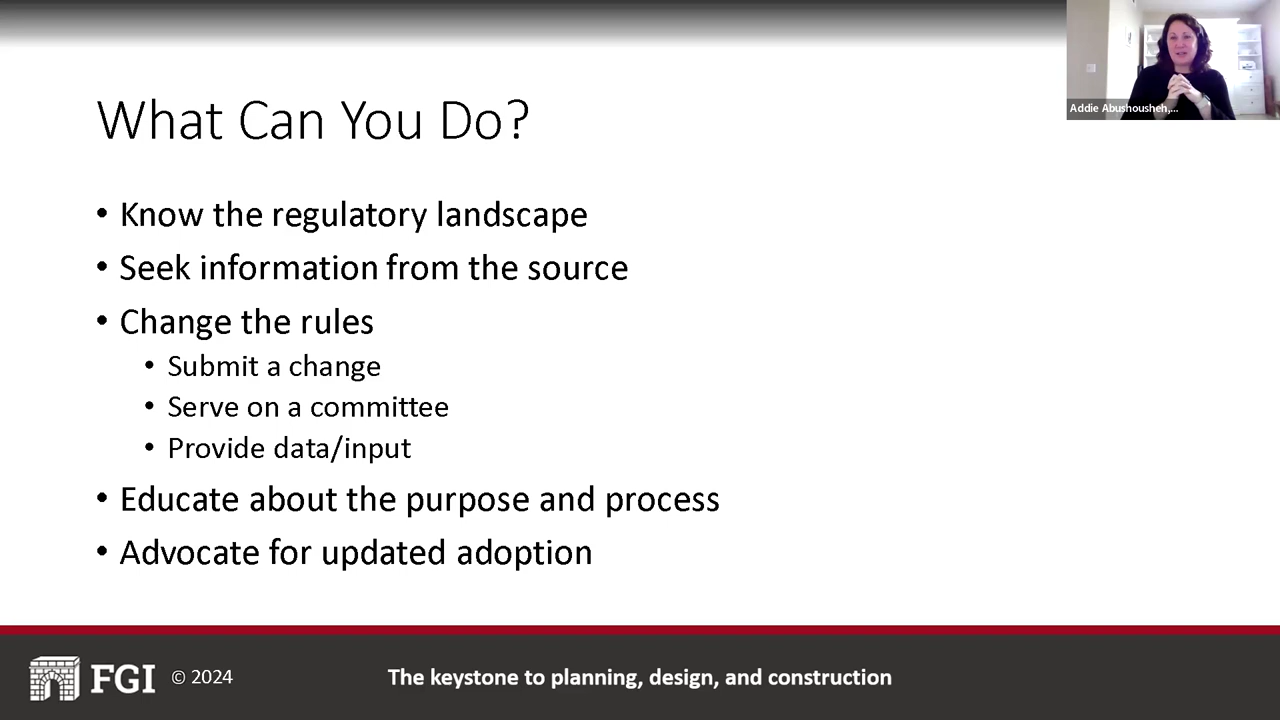 What Can You Do?
• Know the regulatory landscape
• Seek information from the source
• Change the rules
• Submit a change
• Serve on a committee
• Provide data/input
• Educate about the purpose and process
• Advocate for updated adoption
Addie Abushousheh,...
FGI © 2024
The keystone to planning, design, and construction